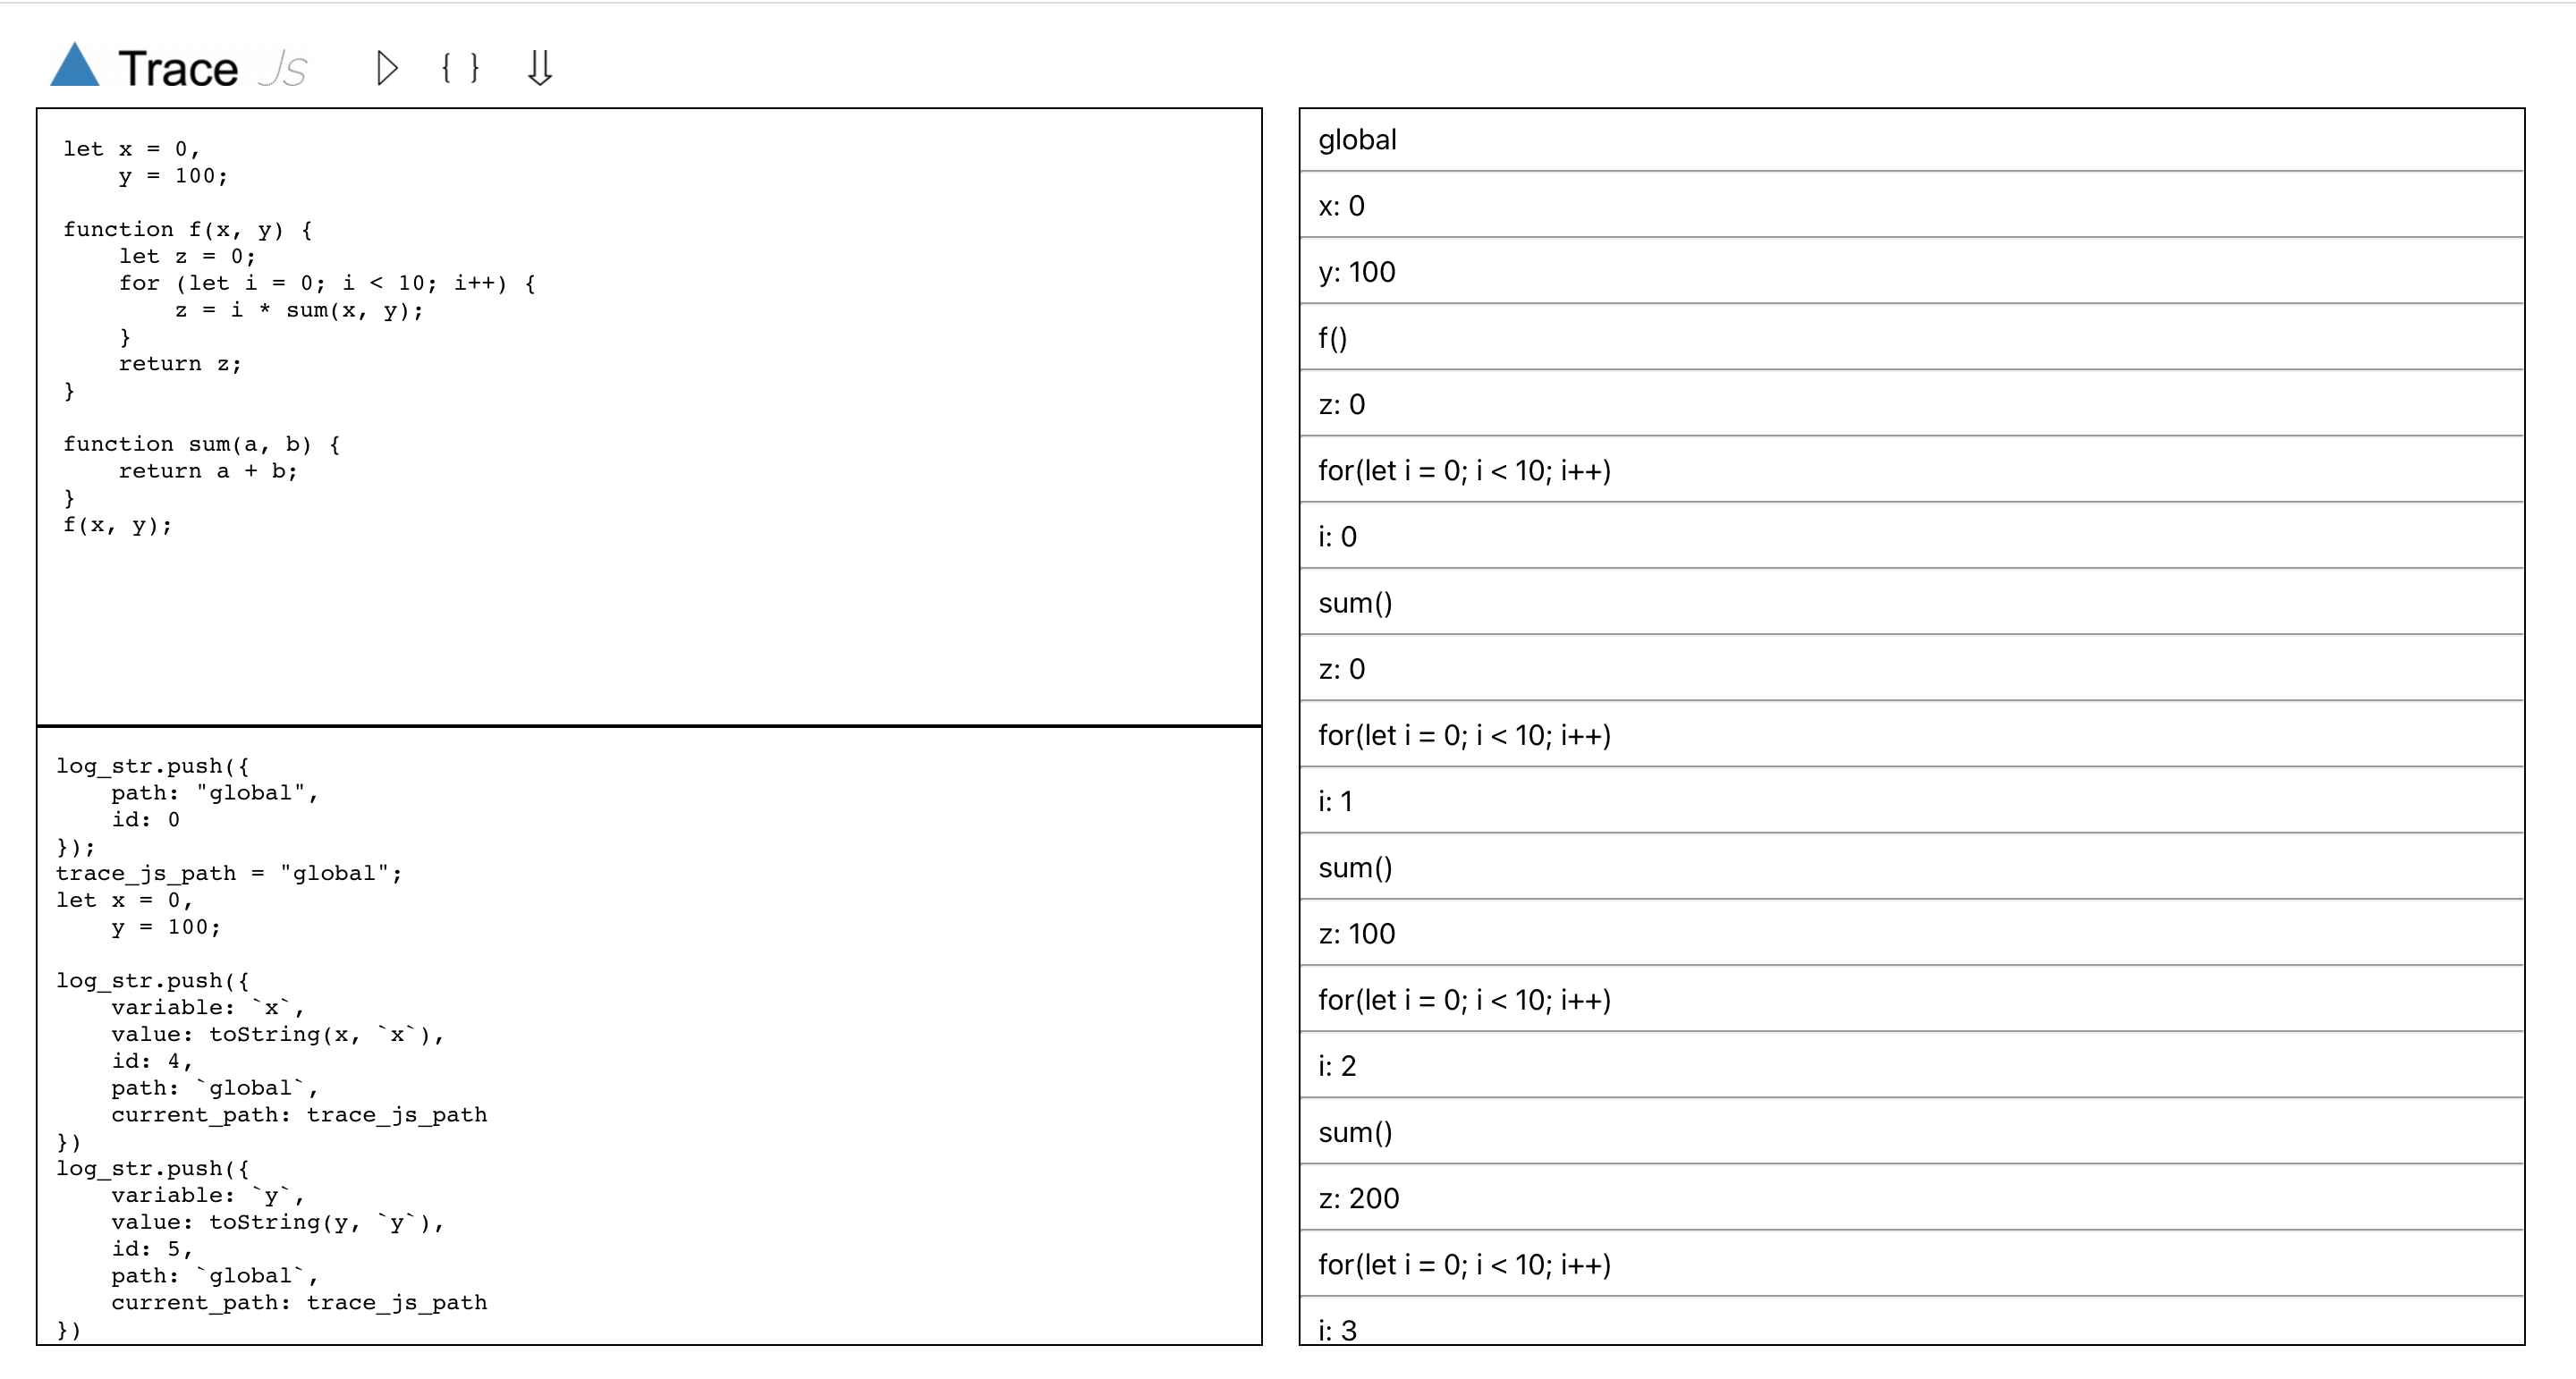 Trace Js { }
let x = 0,
    y = 100;
function f(x, y) {
    let z = 0;
    for (let i = 0; i < 10; i++) {
        z = i * sum(x, y);
    }
    return z;
}
function sum(a, b) {
    return a + b;
}
f(x, y);
log_str.push({
    path: "global",
    id: 0
});
trace_js_path = "global";
let x = 0,
    y = 100;
log_str.push({
    variable: `x`,
    value: toString(x, `x`),
    id: 4,
    path: `global`,
    current_path: trace_js_path
})
log_str.push({
    variable: `y`,
    value: toString(y, `y`),
    id: 5,
    path: `global`,
    current_path: trace_js_path
})
global
x: 0
y: 100
f()
z: 0
for(let i = 0; i < 10; i++)
i: 0
sum()
z: 0
for(let i = 0; i < 10; i++)
i: 1
sum()
z: 100
for(let i = 0; i < 10; i++)
i: 2
sum()
z: 200
for(let i = 0; i < 10; i++)
i: 3